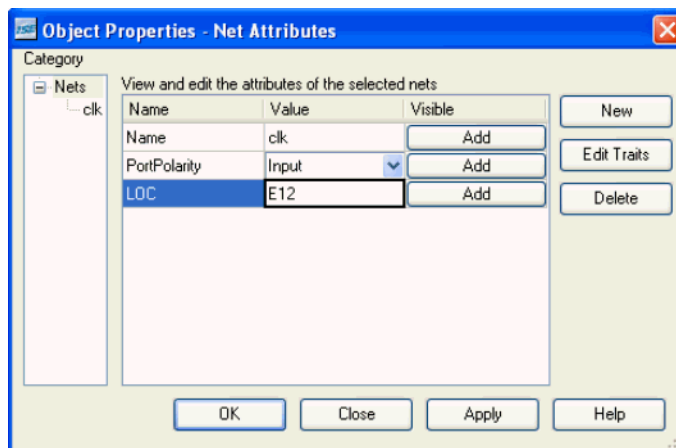 ISE Object Properties - Net Attributes
Category
Nets
clk
View and edit the attributes of the selected nets
Name Value Visible
Name clk Add
PortPolarity Input Add
LOC E12 Add
New
Edit Traits
Delete
OK Close Apply Help